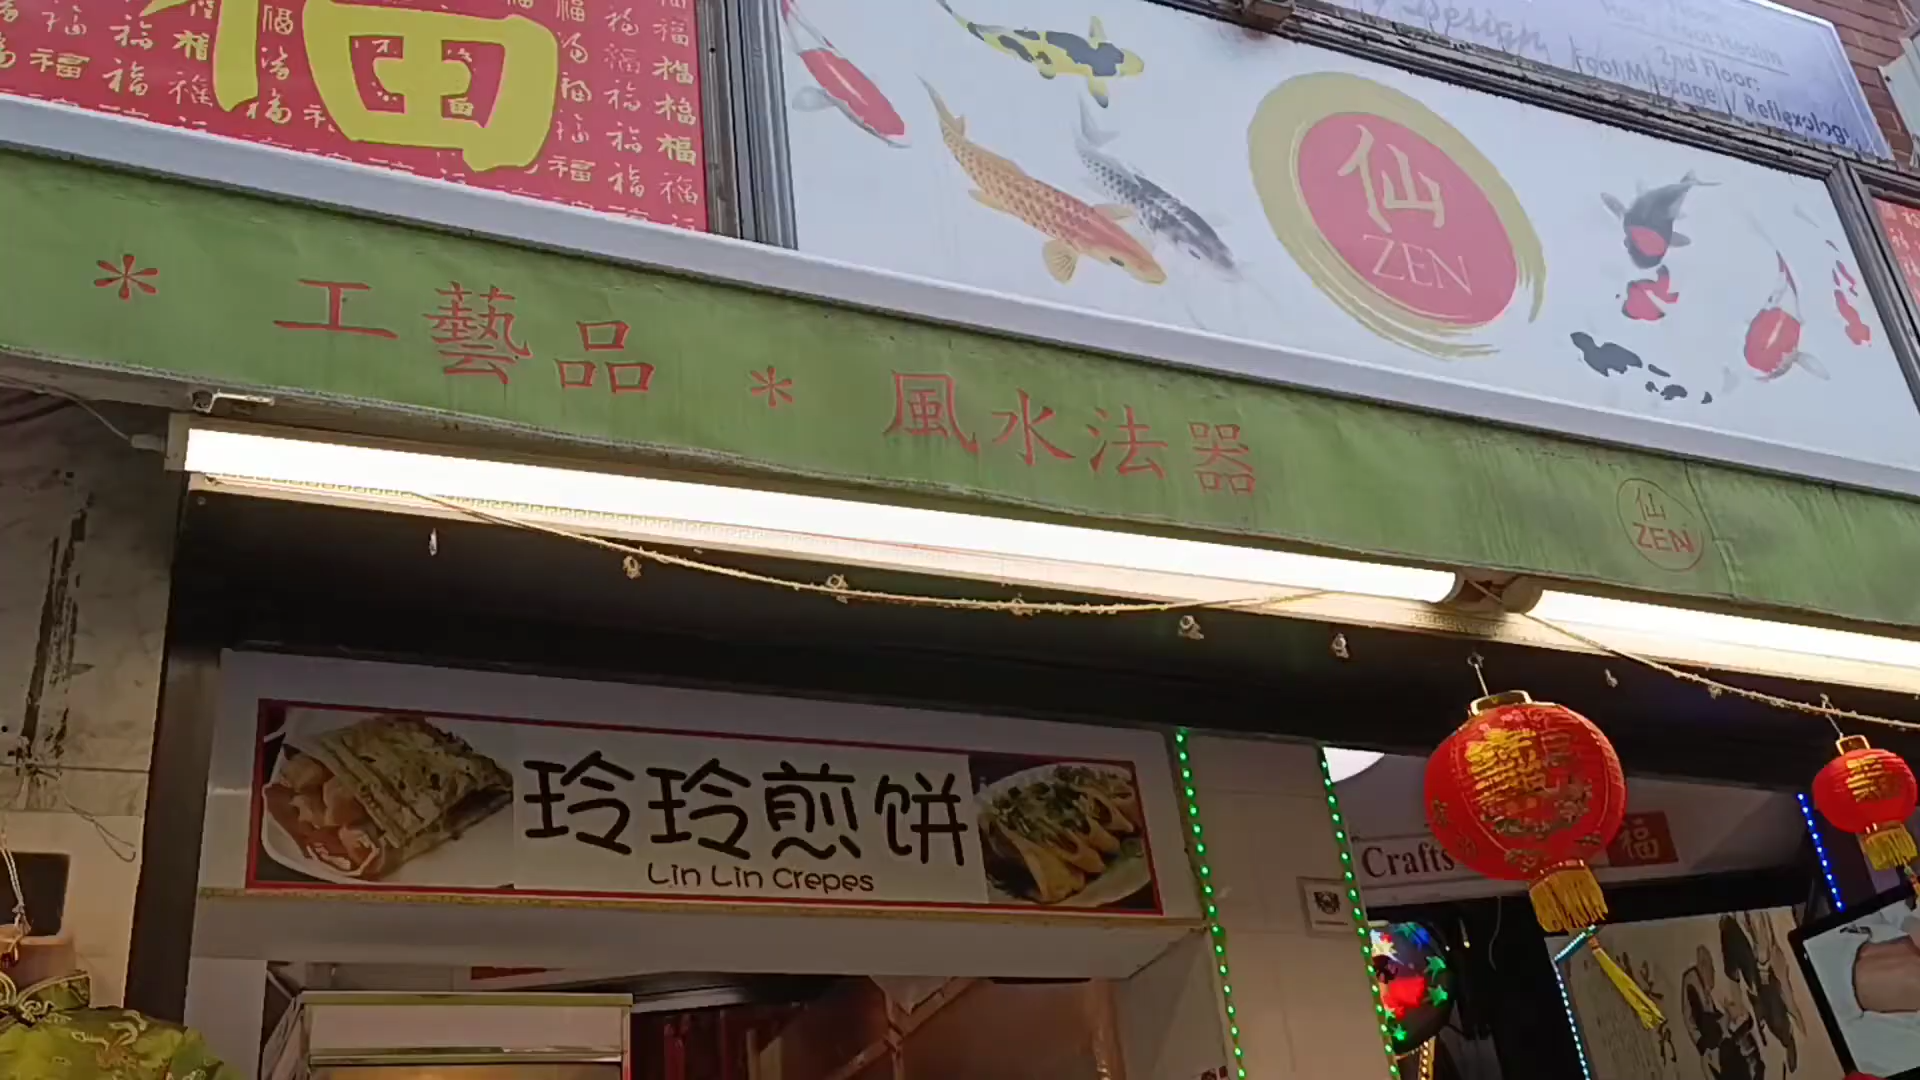 福
Design
2nd Floor:
Foot Massage / Reflexology
仙
ZEN
* 工藝品 * 風水法器
仙
ZEN
玲玲煎饼
Lin Lin Crepes
Crafts
福